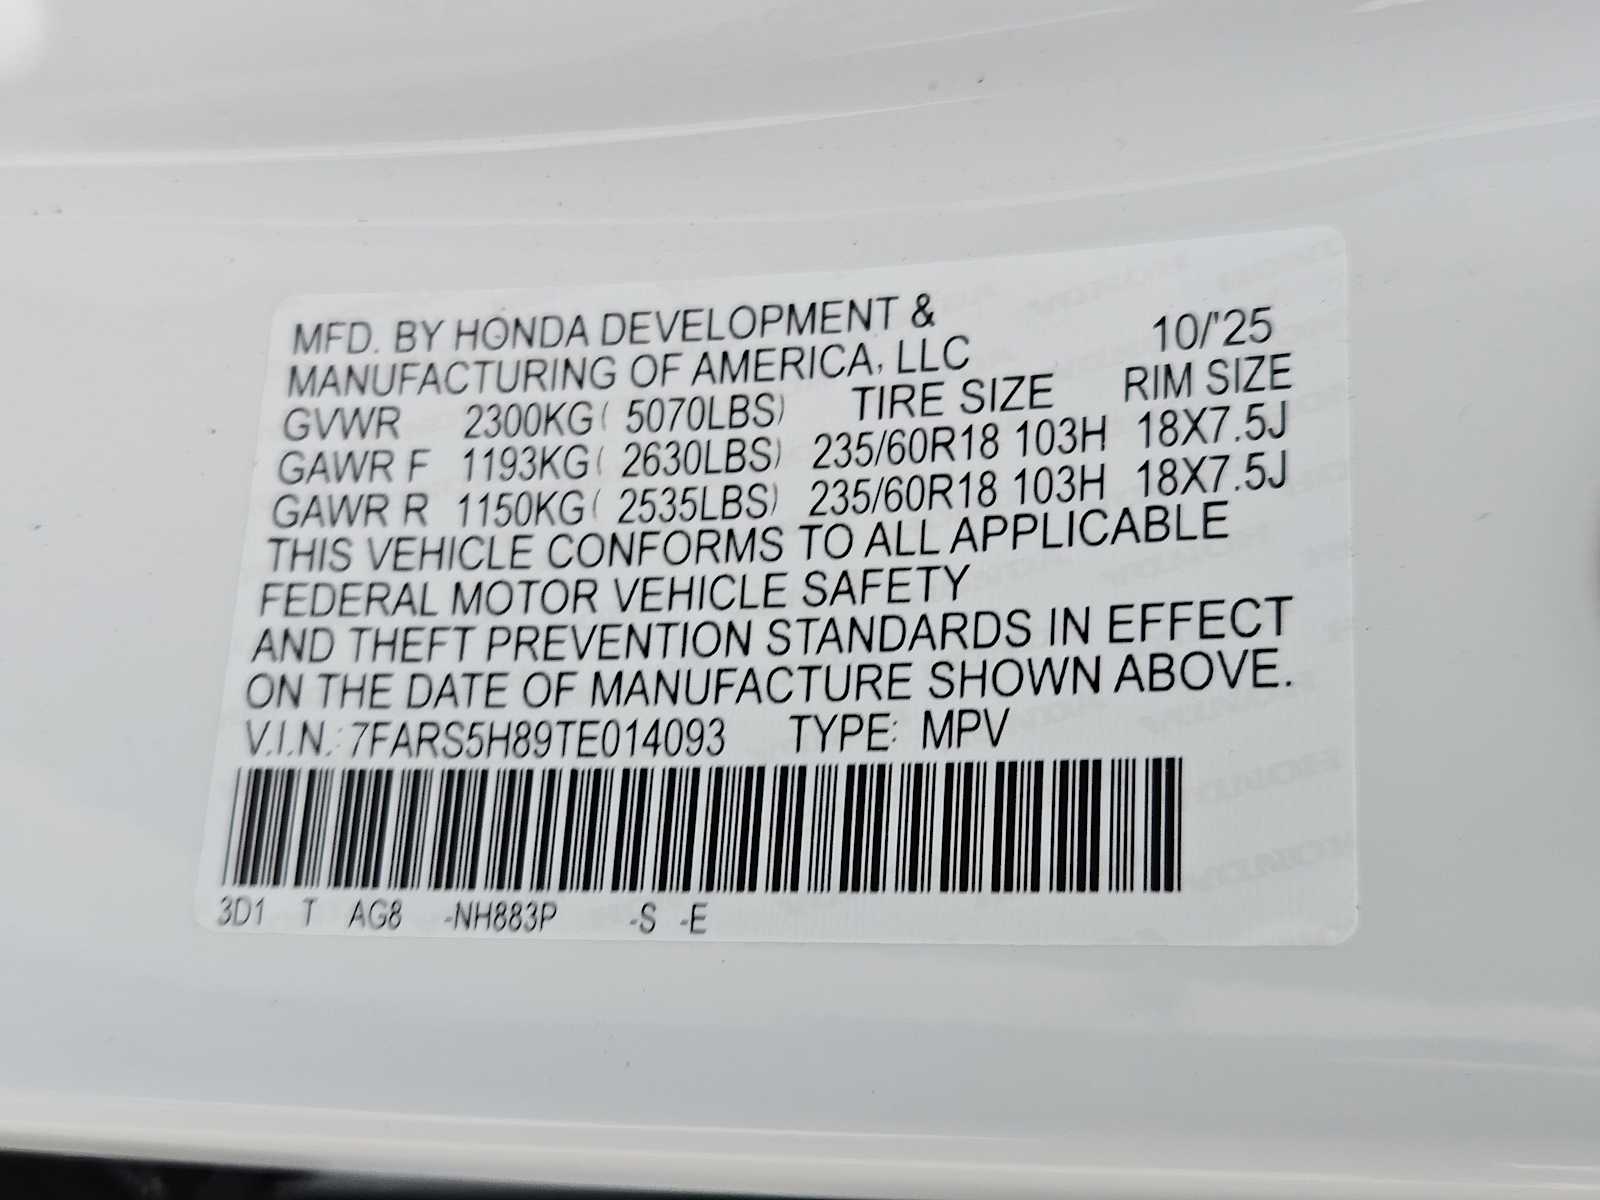 MFD. BY HONDA DEVELOPMENT & 10/'25
MANUFACTURING OF AMERICA, LLC
GVWR 2300KG( 5070LBS) TIRE SIZE RIM SIZE
GAWR F 1193KG( 2630LBS) 235/60R18 103H 18X7.5J
GAWR R 1150KG( 2535LBS) 235/60R18 103H 18X7.5J
THIS VEHICLE CONFORMS TO ALL APPLICABLE
FEDERAL MOTOR VEHICLE SAFETY
AND THEFT PREVENTION STANDARDS IN EFFECT
ON THE DATE OF MANUFACTURE SHOWN ABOVE.
V.I.N.: 7FARS5H89TE014093 TYPE: MPV
3D1 T AG8 -NH883P -S -E